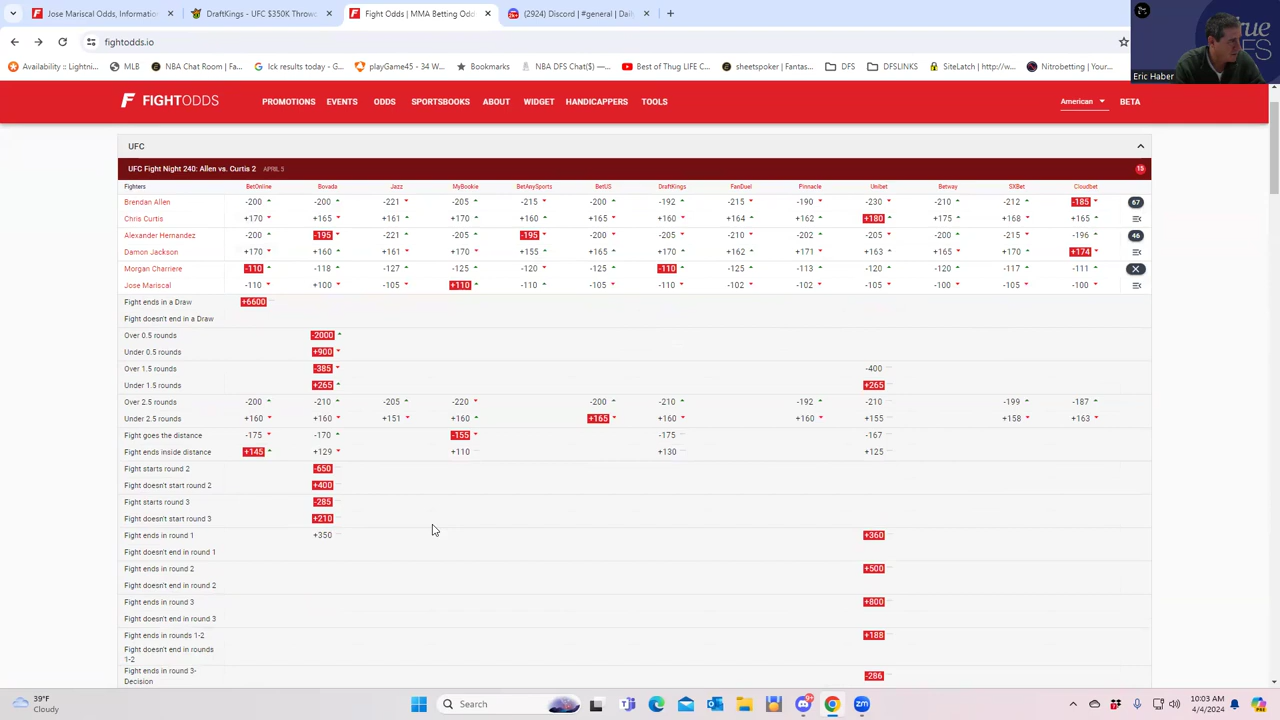 Jose Mariscal Odds, Promotion
DraftKings - UFC $350K Throw
Fight Odds | MMA Betting Odd
(2924) Discord | #general | Dail
fightodds.io
Availability :: Lightni...
MLB
NBA Chat Room | Fa...
Ick results today - G...
playGame45 - 34 W...
Bookmarks
NBA DFS Chat($) —...
Best of Thug LIFE C...
sheetspoker | Fantas...
DFS
DFSLINKS
SiteLatch | http://w...
Nitrobetting | Your...
true
Eric Haber
FIGHTODDS PROMOTIONS EVENTS ODDS SPORTSBOOKS ABOUT WIDGET HANDICAPPERS TOOLS American BETA
UFC
UFC Fight Night 240: Allen vs. Curtis 2 APRIL 5 15
Fighters BetOnline Bovada Jazz MyBookie BetAnySports BetUS DraftKings FanDuel Pinnacle Unibet Betway SXBet Cloudbet
Brendan Allen -200 -200 -221 -205 -215 -200 -192 -215 -190 -230 -210 -212 -185 67
Chris Curtis +170 +165 +161 +170 +160 +165 +160 +164 +162 +180 +175 +168 +165
Alexander Hernandez -200 -195 -221 -205 -195 -200 -205 -210 -202 -205 -200 -215 -196 46
Damon Jackson +170 +160 +161 +170 +155 +165 +170 +162 +171 +163 +165 +170 +174
Morgan Charriere -110 -118 -127 -125 -120 -125 -110 -125 -113 -120 -120 -117 -111
Jose Mariscal -110 +100 -105 +110 -110 -105 -110 -102 -102 -105 -100 -105 -100
Fight ends in a Draw +6600
Fight doesn't end in a Draw
Over 0.5 rounds -2000
Under 0.5 rounds +900
Over 1.5 rounds -385 -400
Under 1.5 rounds +265 +265
Over 2.5 rounds -200 -210 -205 -220 -200 -210 -192 -210 -199 -187
Under 2.5 rounds +160 +160 +151 +160 +165 +160 +160 +155 +158 +163
Fight goes the distance -175 -170 -155 -175 -167
Fight ends inside distance +145 +129 +110 +130 +125
Fight starts round 2 -650
Fight doesn't start round 2 +400
Fight starts round 3 -285
Fight doesn't start round 3 +210
Fight ends in round 1 +350 +360
Fight doesn't end in round 1
Fight ends in round 2 +500
Fight doesn't end in round 2
Fight ends in round 3 +800
Fight doesn't end in round 3
Fight ends in rounds 1-2 +188
Fight doesn't end in rounds
1-2
Fight ends in round 3-
Decision -286
39°F
Cloudy
Search
10:03 AM
4/4/2024